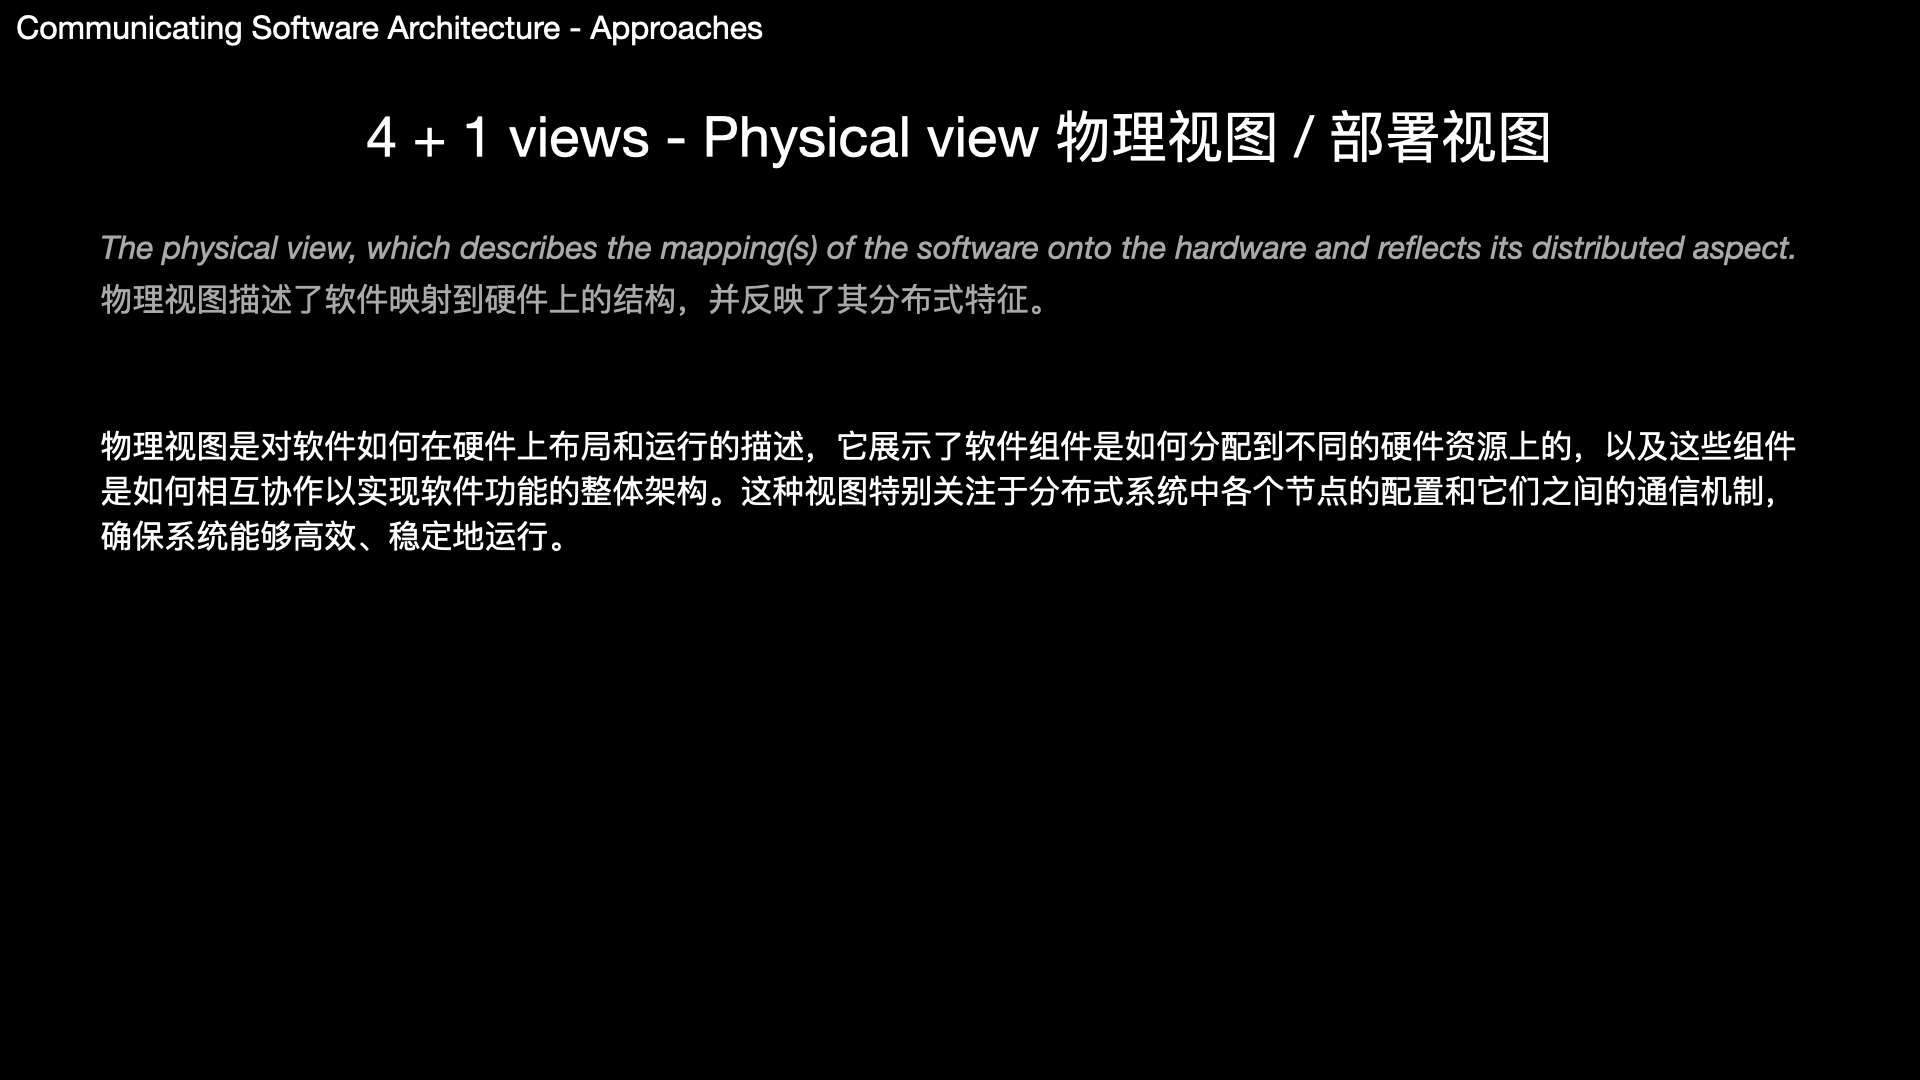 Communicating Software Architecture - Approaches
4 + 1 views - Physical view 物理视图 / 部署视图
The physical view, which describes the mapping(s) of the software onto the hardware and reflects its distributed aspect.
物理视图描述了软件映射到硬件上的结构，并反映了其分布式特征。
物理视图是对软件如何在硬件上布局和运行的描述，它展示了软件组件是如何分配到不同的硬件资源上的，以及这些组件
是如何相互协作以实现软件功能的整体架构。这种视图特别关注于分布式系统中各个节点的配置和它们之间的通信机制，
确保系统能够高效、稳定地运行。